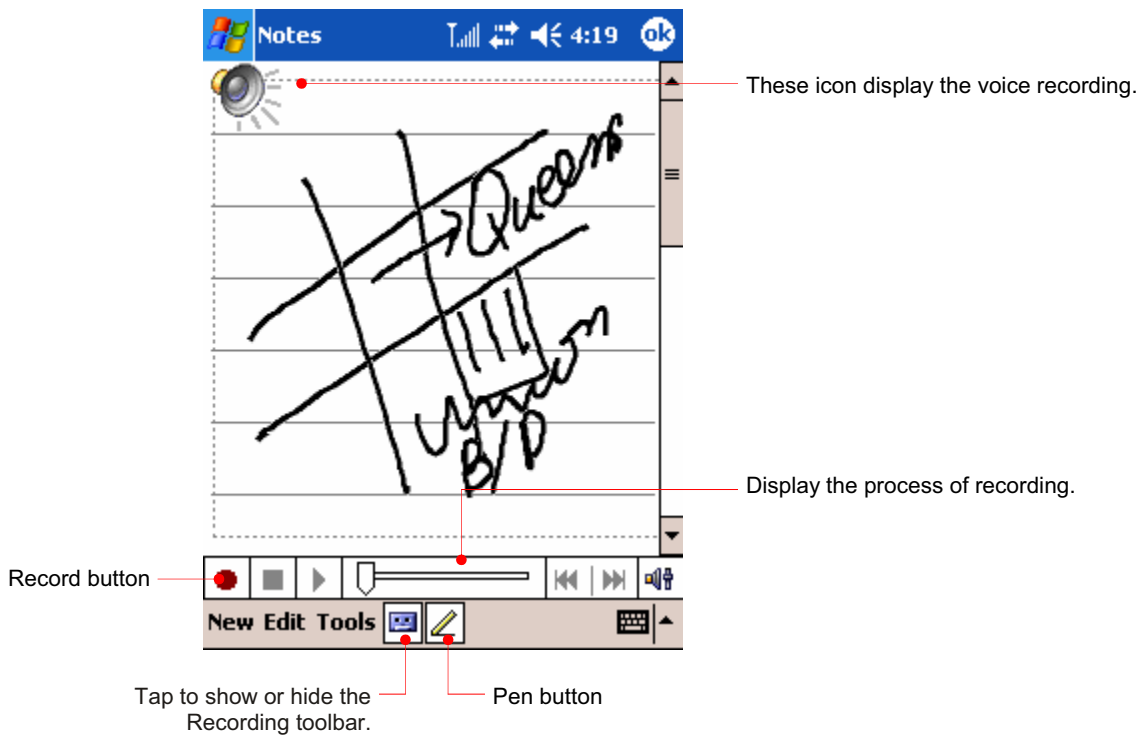 Notes 4:19 ok
These icon display the voice recording.
Queens
B/D
Display the process of recording.
Record button
New Edit Tools
Tap to show or hide the
Recording toolbar.
Pen button